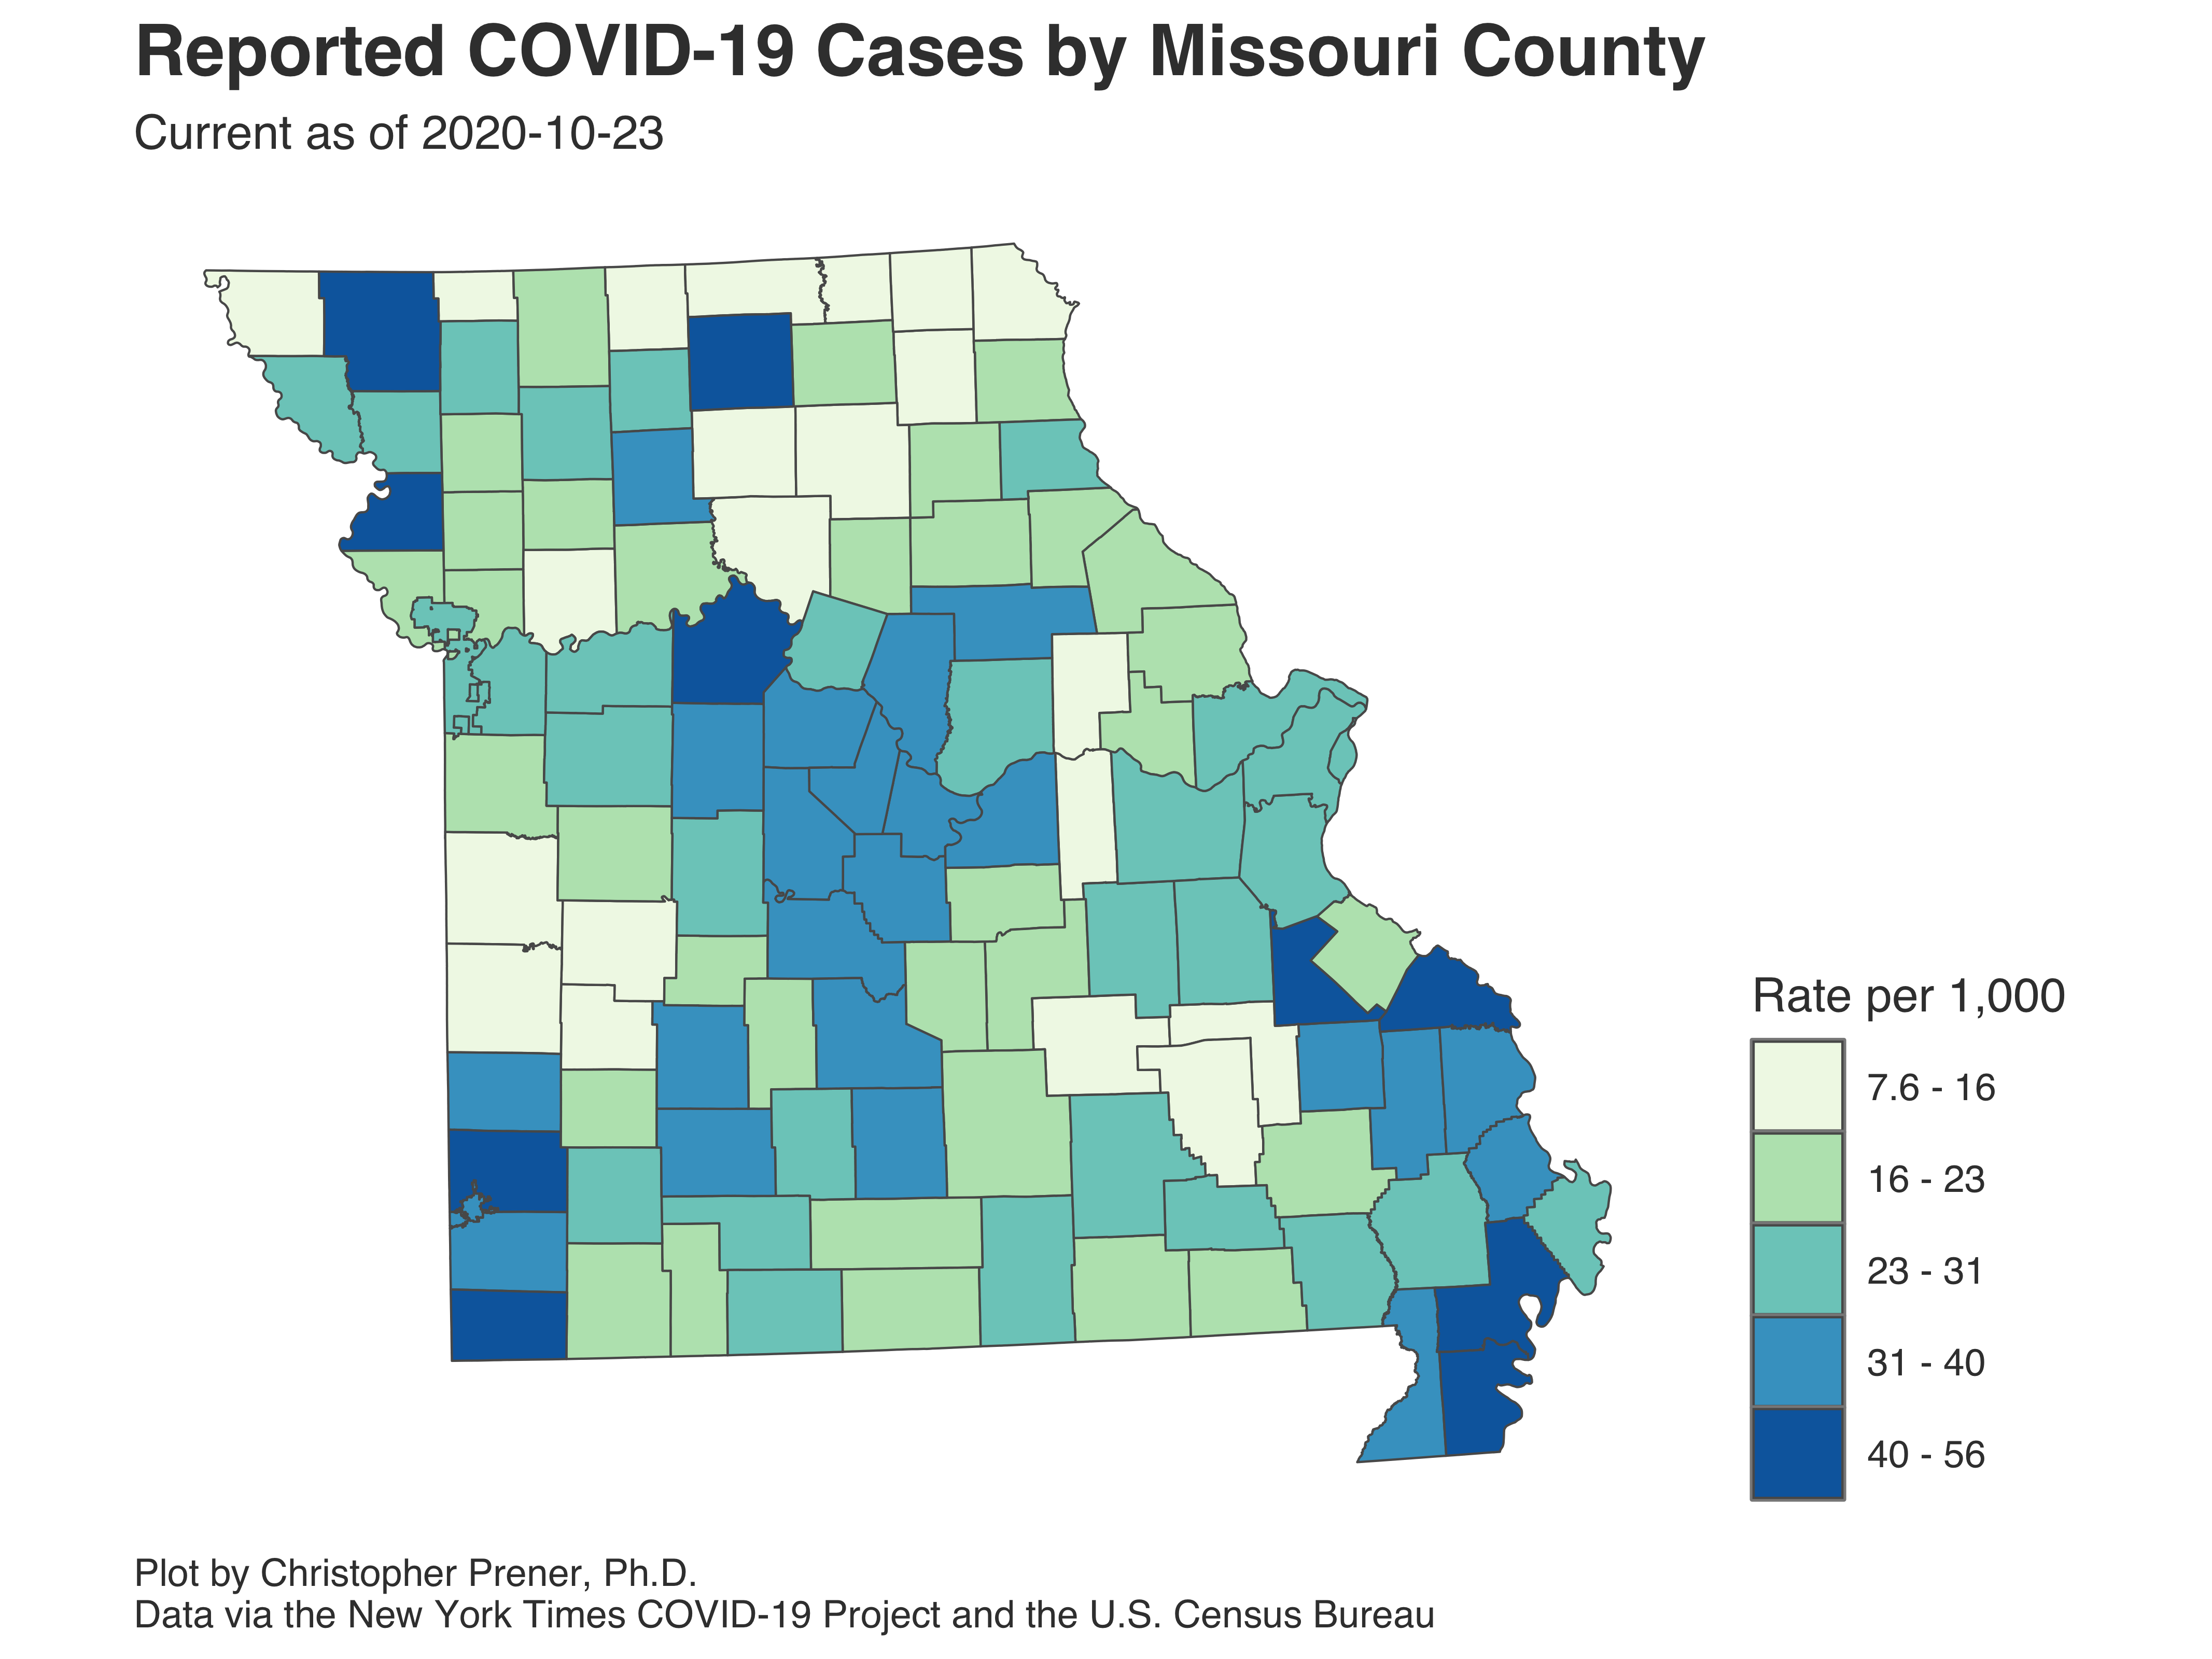 Reported COVID-19 Cases by Missouri County
Current as of 2020-10-23
Rate per 1,000
7.6 - 16
16 - 23
23 - 31
31 - 40
40 - 56
Plot by Christopher Prener, Ph.D.
Data via the New York Times COVID-19 Project and the U.S. Census Bureau